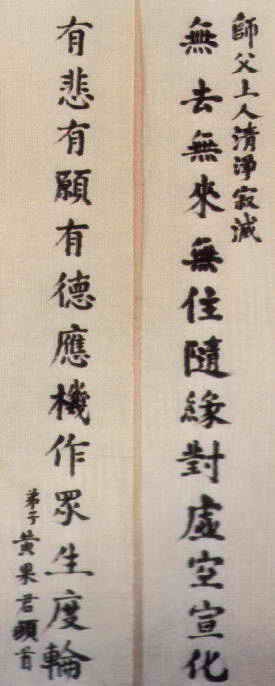 師父上人清淨寂滅
無去無來無住隨緣對虛空宣化
有悲有願有德應機作眾生度輪
弟子黃果君頓首